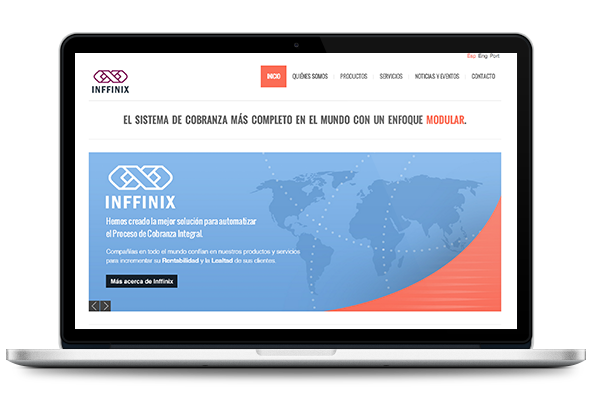 Esp Eng Port
INFFINIX
INICIO QUIÉNES SOMOS PRODUCTOS SERVICIOS NOTICIAS Y EVENTOS CONTACTO
EL SISTEMA DE COBRANZA MÁS COMPLETO EN EL MUNDO CON UN ENFOQUE MODULAR.
INFFINIX
Hemos creado la mejor solución para automatizar
el Proceso de Cobranza Integral.
Compañías en todo el mundo confían en nuestros productos y servicios
para incrementar su Rentabilidad y la Lealtad de sus clientes.
Más acerca de Inffinix